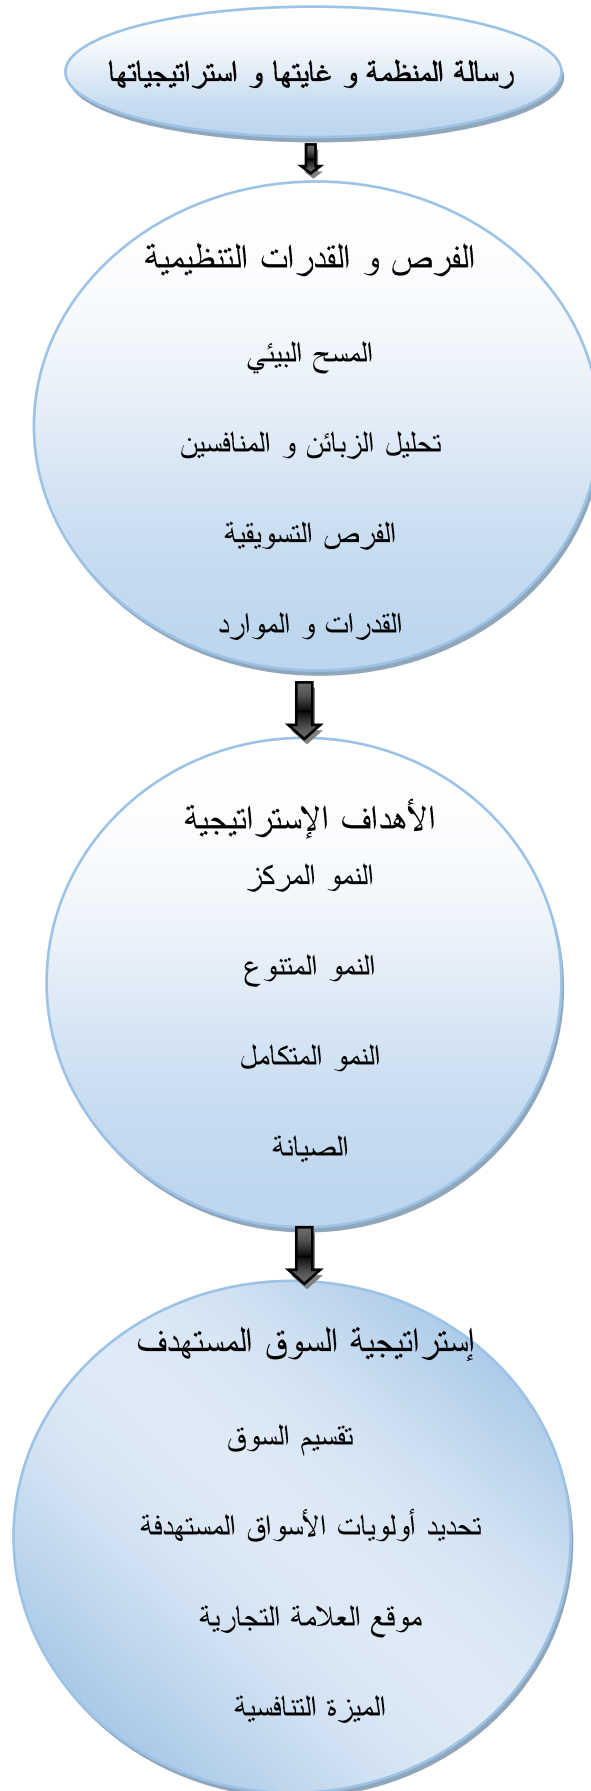 رسالة المنظمة و غايتها و استراتيجياتها
الفرص و القدرات التنظيمية
المسح البيئي
تحليل الزبائن و المنافسين
الفرص التسويقية
القدرات و الموارد
الأهداف الإستراتيجية
النمو المركز
النمو المتنوع
النمو المتكامل
الصيانة
إستراتيجية السوق المستهدف
تقسيم السوق
تحديد أولويات الأسواق المستهدفة
موقع العلامة التجارية
الميزة التنافسية